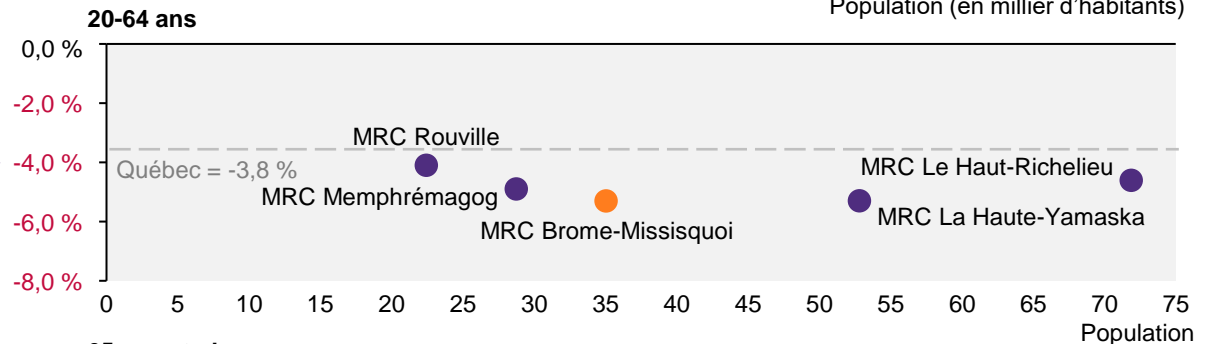 Population (en millier d’habitants)
20-64 ans
0,0 %
-2,0 %
MRC Rouville
-4,0 %
Québec = -3,8 %
MRC Le Haut-Richelieu
MRC Memphrémagog
-6,0 %
MRC La Haute-Yamaska
MRC Brome-Missisquoi
-8,0 %
0 5 10 15 20 25 30 35 40 45 50 55 60 65 70 75
Population